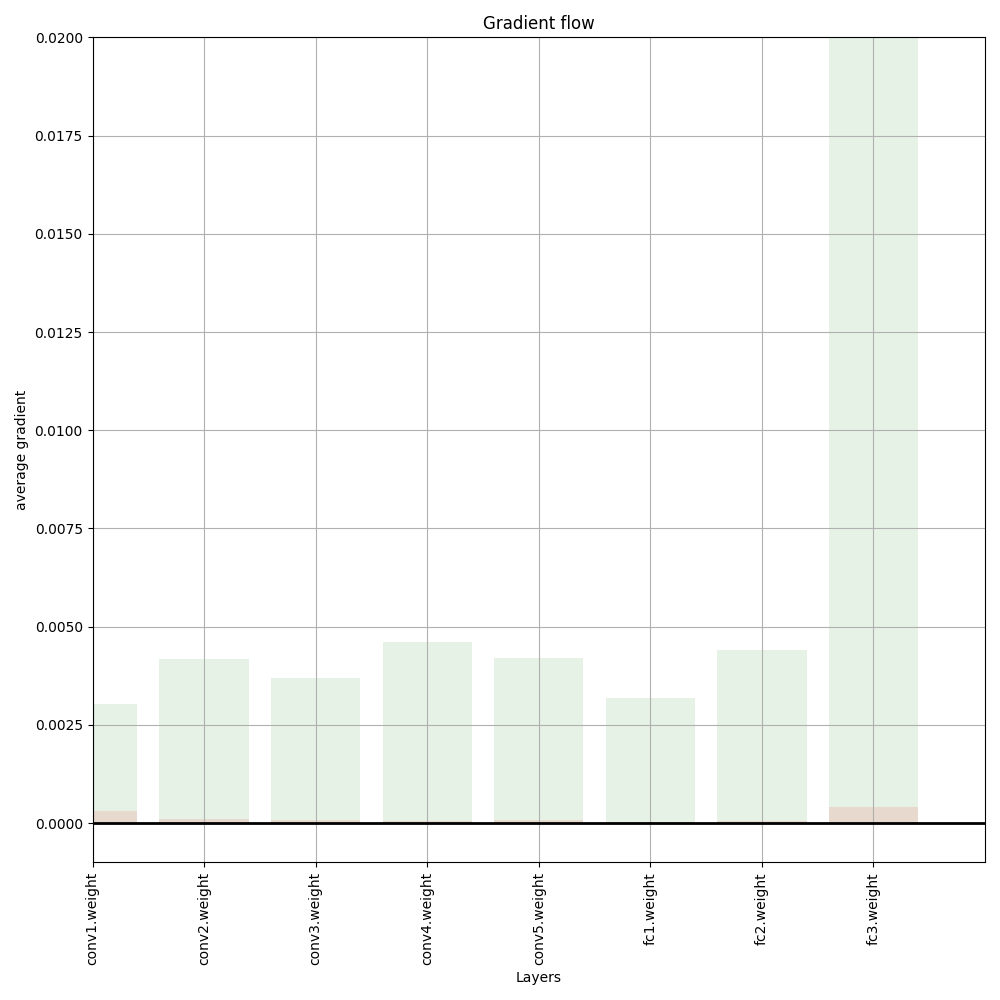 Gradient flow
0.0200
0.0175
0.0150
0.0125
0.0100
0.0075
0.0050
0.0025
0.0000
average gradient
conv1.weight
conv2.weight
conv3.weight
conv4.weight
conv5.weight
fc1.weight
fc2.weight
fc3.weight
Layers